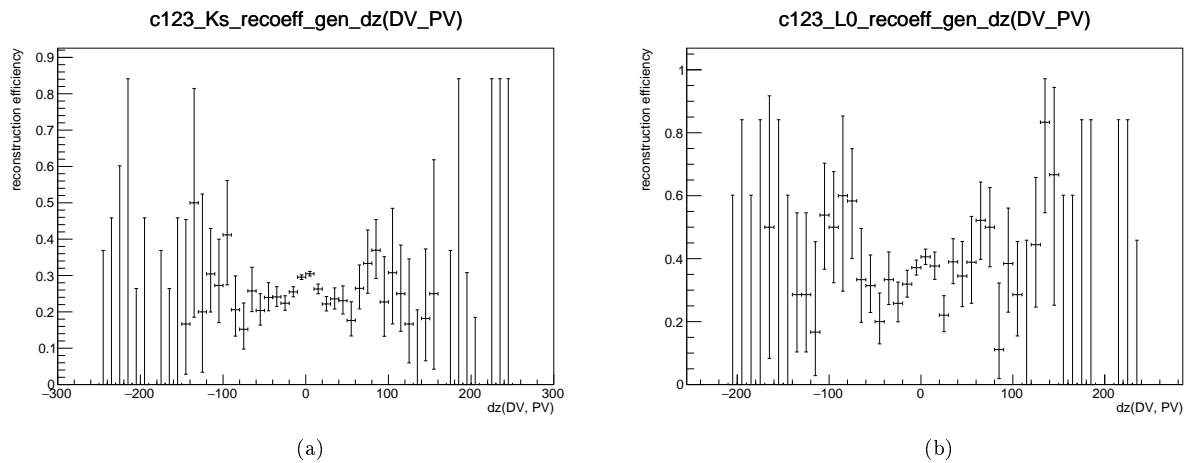 c123_Ks_recoeff_gen_dz(DV_PV)
reconstruction efficiency
0.9
0.8
0.7
0.6
0.5
0.4
0.3
0.2
0.1
0
−300 −200 −100 0 100 200 300
dz(DV, PV)
(a)
c123_L0_recoeff_gen_dz(DV_PV)
reconstruction efficiency
1
0.8
0.6
0.4
0.2
0
−200 −100 0 100 200
dz(DV, PV)
(b)